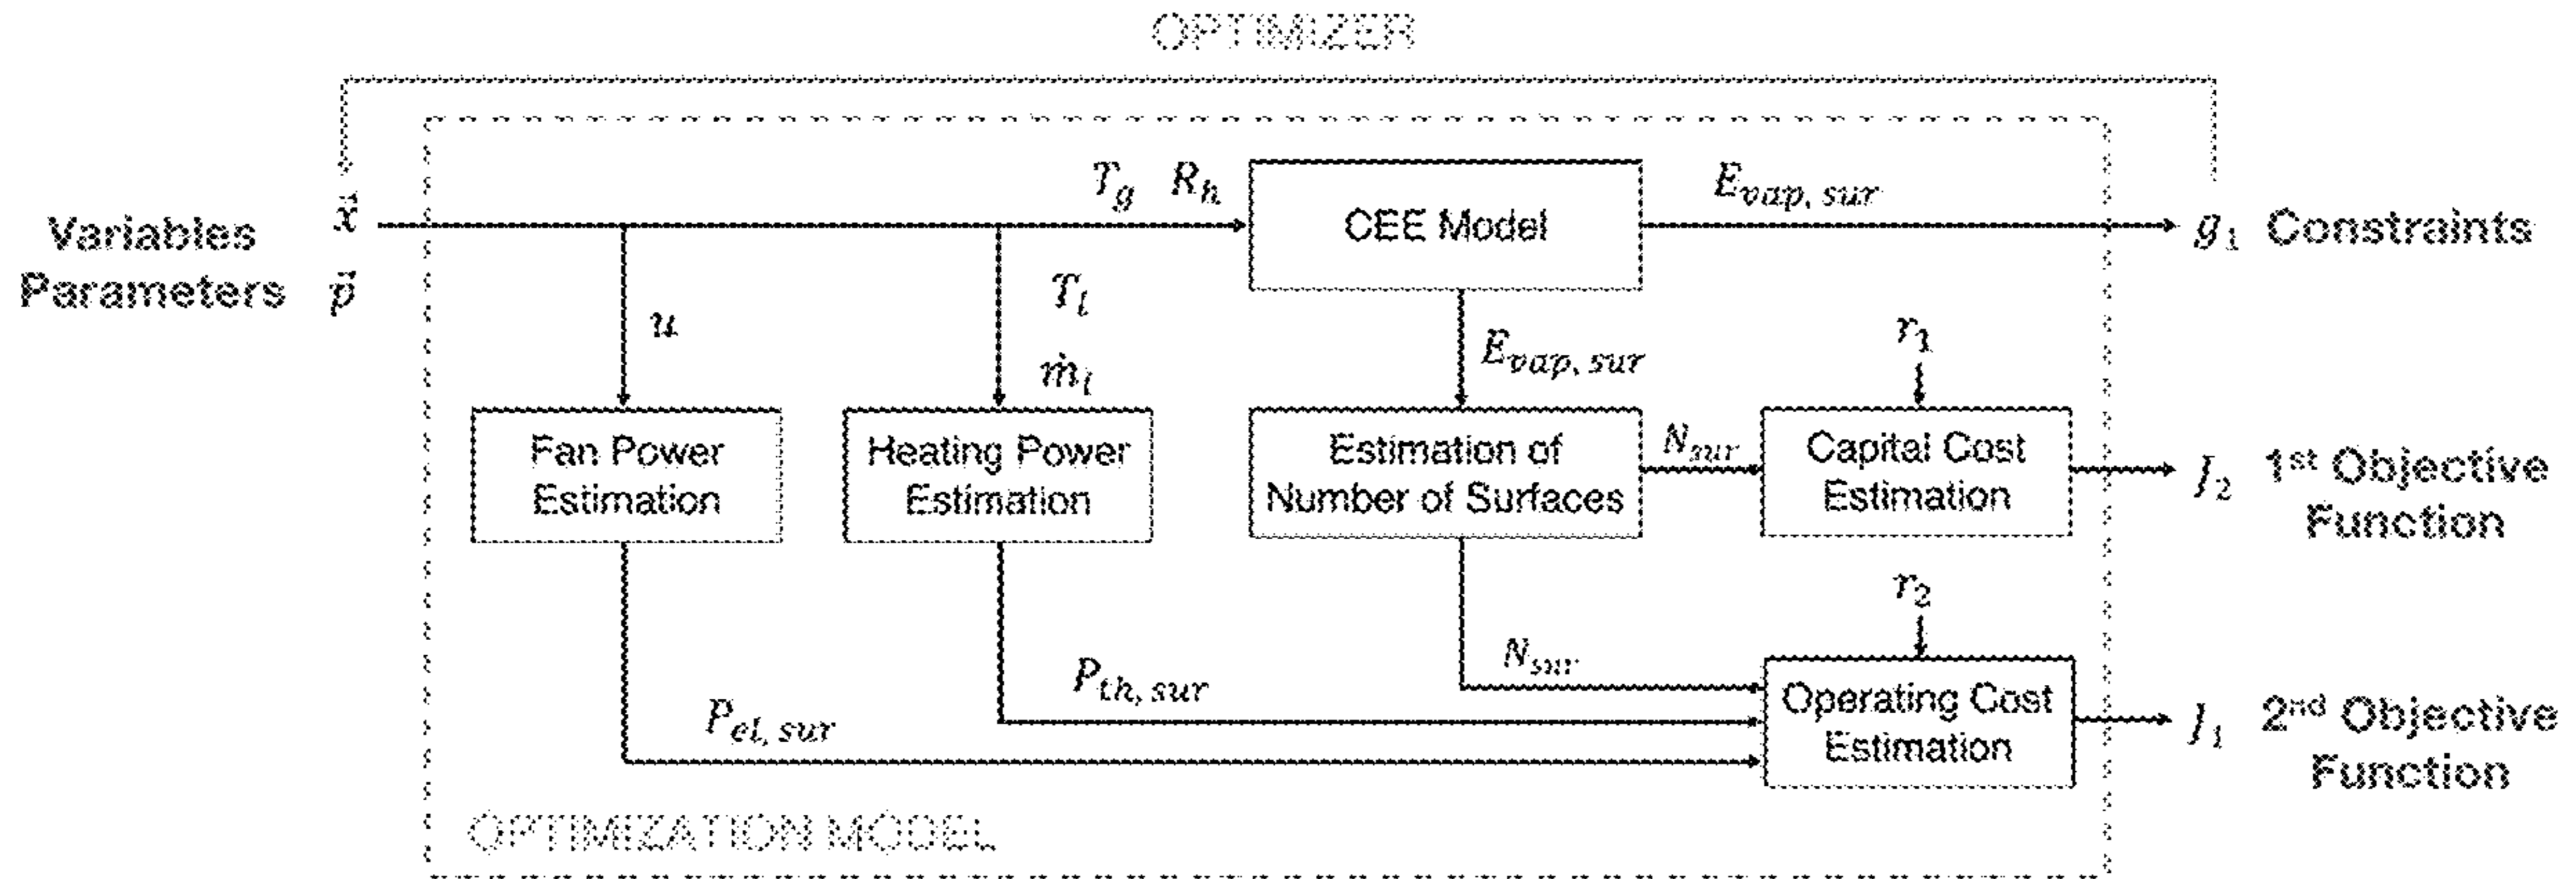 OPTIMIZER
Variables
Parameters
x⃗
p⃗
T_g R_h
CEE Model
E_vap, sur
g_1 Constraints
u
T_l
ṁ_l
E_vap, sur
r_1
Fan Power
Estimation
Heating Power
Estimation
Estimation of
Number of Surfaces
N_sur
Capital Cost
Estimation
J_2 1st Objective
Function
r_2
N_sur
P_th, sur
P_el, sur
Operating Cost
Estimation
J_1 2nd Objective
Function
OPTIMIZATION MODEL